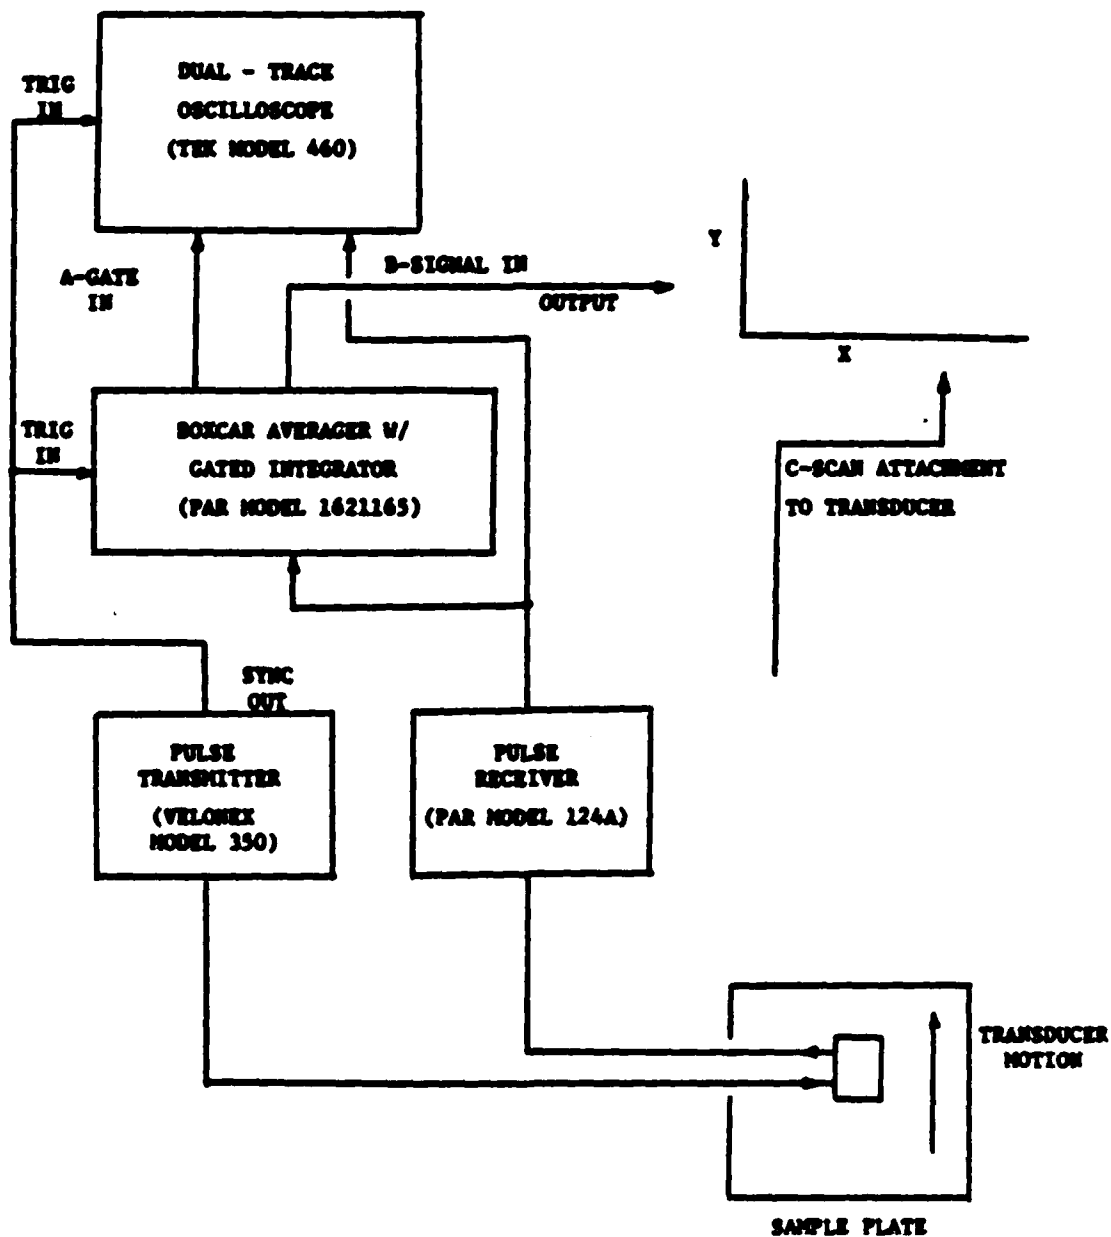 DUAL - TRACE
OSCILLOSCOPE
(TEK MODEL 460)
TRIG
IN
A-GATE
IN
B-SIGNAL IN
OUTPUT
Y
X
TRIG
IN
BOXCAR AVERAGER W/
GATED INTEGRATOR
(PAR MODEL 1621165)
C-SCAN ATTACHMENT
TO TRANSDUCER
SYNC
OUT
PULSE
TRANSMITTER
(VELONEX
MODEL 350)
PULSE
RECEIVER
(PAR MODEL 124A)
TRANSDUCER
MOTION
SAMPLE PLATE